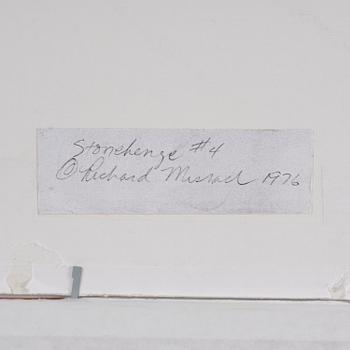 Stonehenge #4
© Richard Misrach 1976